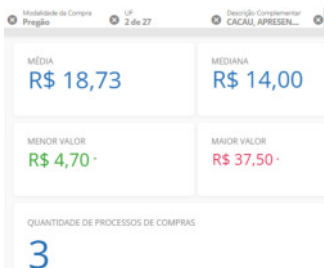 Modalidade da Compra
Pregão
UF
2 de 27
Descrição Complementar
CACAU, APRESEN...
MÉDIA
R$ 18,73
MEDIANA
R$ 14,00
MENOR VALOR
R$ 4,70
MAIOR VALOR
R$ 37,50
QUANTIDADE DE PROCESSOS DE COMPRAS
3